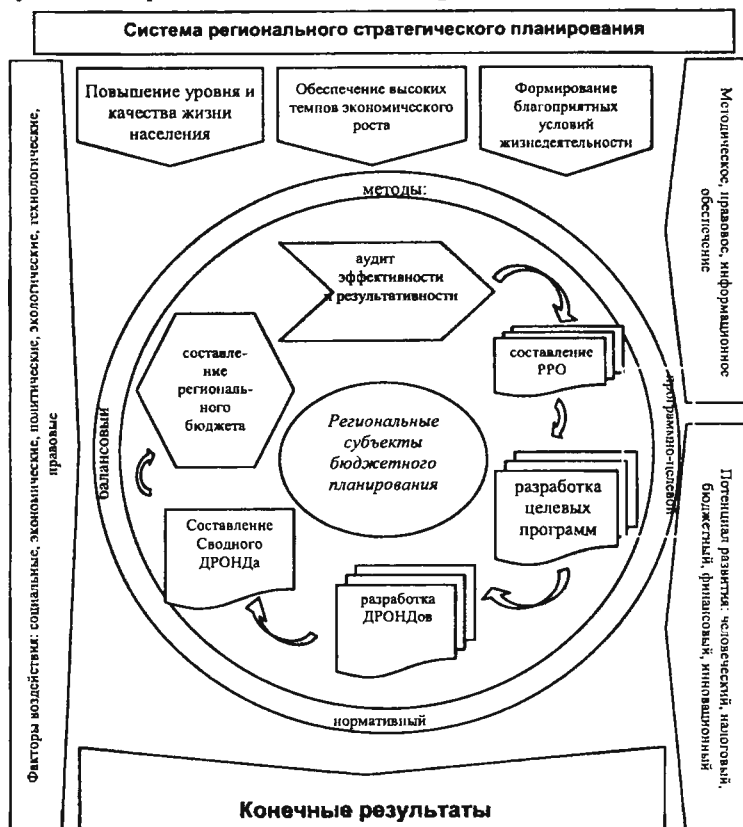 Система регионального стратегического планирования
Повышение уровня и
качества жизни
населения
Обеспечение высоких
темпов экономического
роста
Формирование
благоприятных
условий
жизнедеятельности
Факторы воздействия: социальные, экономические, политические, экологические, технологические,
правовые
Методическое, правовое, информационное
обеспечение
Потенциал развития: человеческий, налоговый,
бюджетный, финансовый, инновационный
методы:
балансовый
программно-целевой
нормативный
аудит
эффективности
и результативности
составление
РРО
разработка
целевых
программ
разработка
ДРОНДов
Составление
Сводного
ДРОНДа
составле-
ние
региональ-
ного
бюджета
Региональные
субъекты
бюджетного
планирования
Конечные результаты